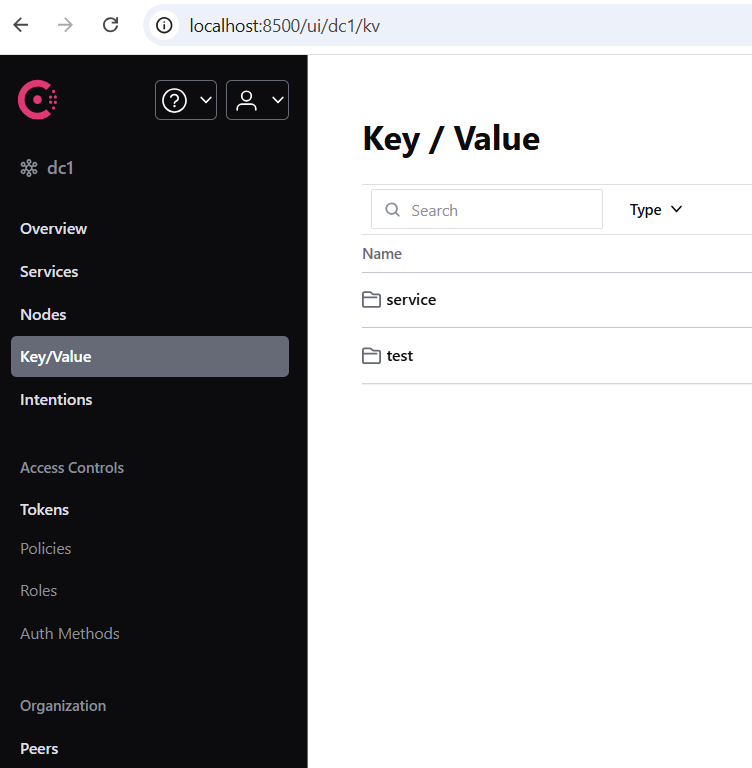 localhost:8500/ui/dc1/kv
dc1
Overview
Services
Nodes
Key/Value
Intentions
Access Controls
Tokens
Policies
Roles
Auth Methods
Organization
Peers
Key / Value
Search
Type
Name
service
test